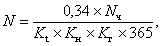 N = 0,34 × Nч / Kt × Kн × Kт × 365,